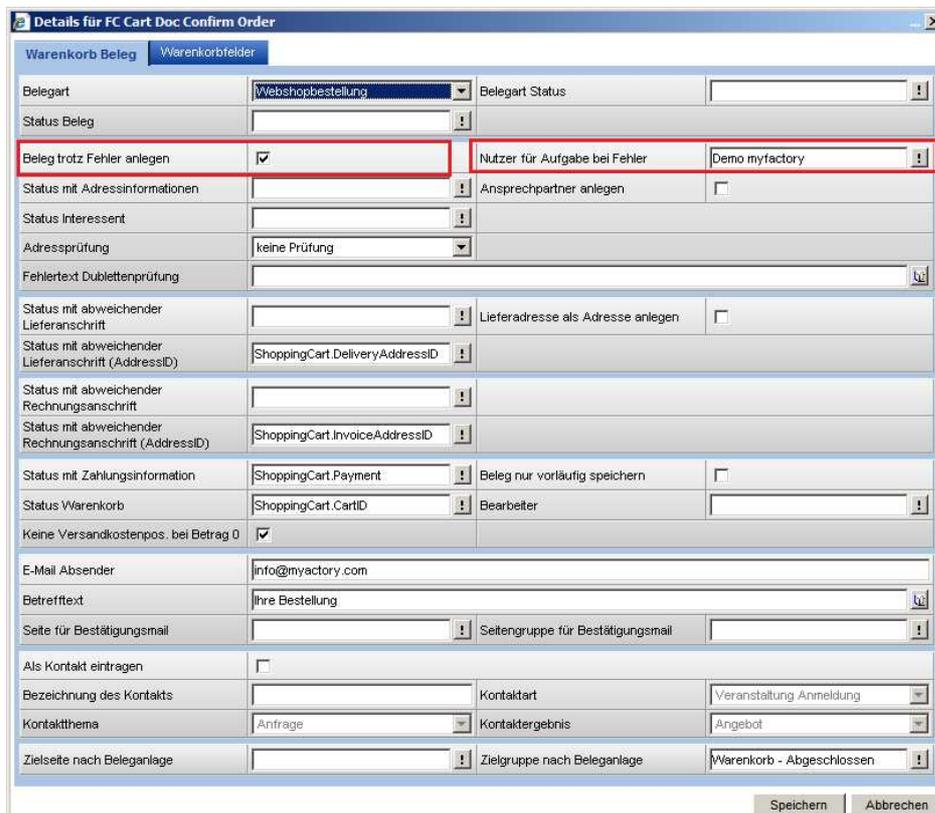 Details für FC Cart Doc Confirm Order
Warenkorb Beleg Warenkorbfelder
Belegart Webshopbestellung Belegart Status
Status Beleg
Beleg trotz Fehler anlegen Nutzer für Aufgabe bei Fehler Demo myfactory
Status mit Adressinformationen Ansprechpartner anlegen
Status Interessent
Adressprüfung keine Prüfung
Fehlertext Dublettenprüfung
Status mit abweichender
Lieferanschrift Lieferadresse als Adresse anlegen
Status mit abweichender
Lieferanschrift (AddressID) ShoppingCart.DeliveryAddressID
Status mit abweichender
Rechnungsanschrift
Status mit abweichender
Rechnungsanschrift (AddressID) ShoppingCart.InvoiceAddressID
Status mit Zahlungsinformation ShoppingCart.Payment Beleg nur vorläufig speichern
Status Warenkorb ShoppingCart.CartID Bearbeiter
Keine Versandkostenpos. bei Betrag 0
E-Mail Absender info@myactory.com
Betrefftext Ihre Bestellung
Seite für Bestätigungsmail Seitengruppe für Bestätigungsmail
Als Kontakt eintragen
Bezeichnung des Kontakts Kontaktart Veranstaltung Anmeldung
Kontaktthema Anfrage Kontaktergebnis Angebot
Zielseite nach Beleganlage Zielgruppe nach Beleganlage Warenkorb - Abgeschlossen
Speichern Abbrechen